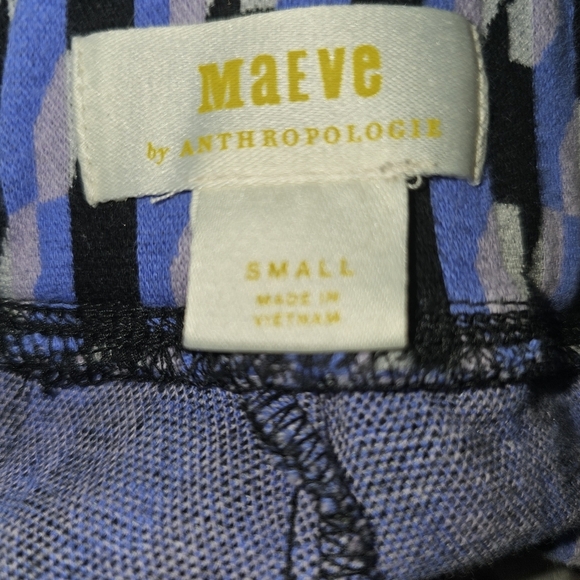 MaEVe
by ANTHROPOLOGIE
SMALL
MADE IN
VIETNAM